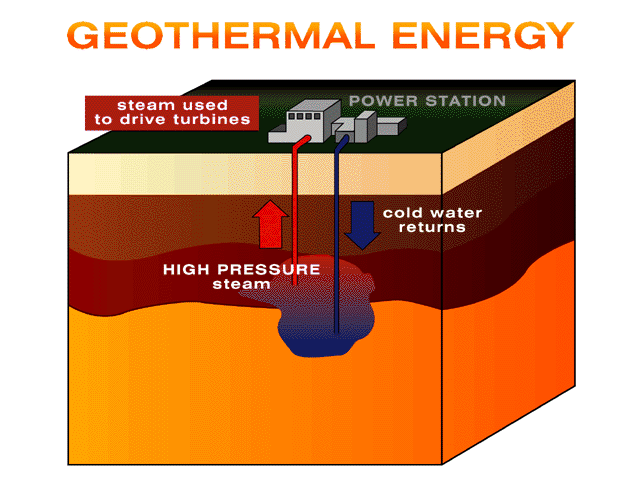 GEOTHERMAL ENERGY
steam used
to drive turbines
POWER STATION
cold water
returns
HIGH PRESSURE
steam